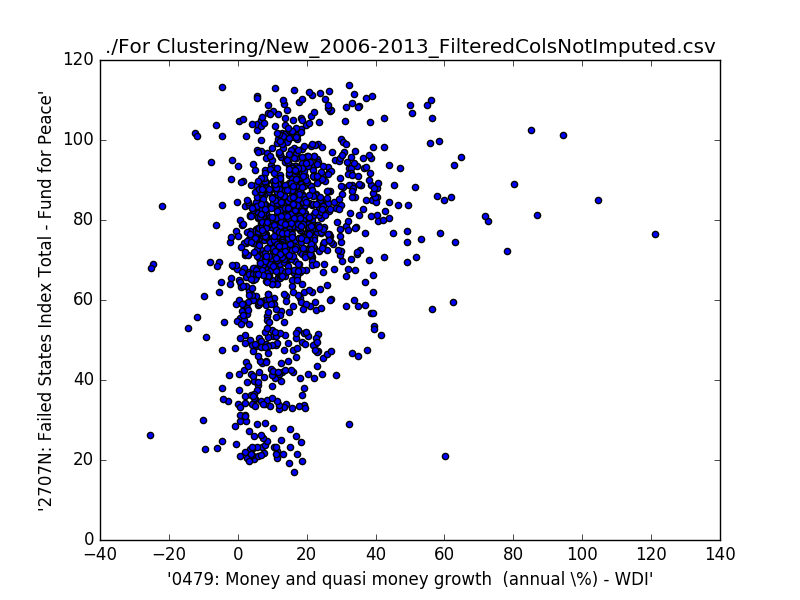 ./For Clustering/New_2006-2013_FilteredColsNotImputed.csv
120
100
80
60
40
20
0
'2707N: Failed States Index Total - Fund for Peace'
−40 −20 0 20 40 60 80 100 120 140
'0479: Money and quasi money growth  (annual \%) - WDI'